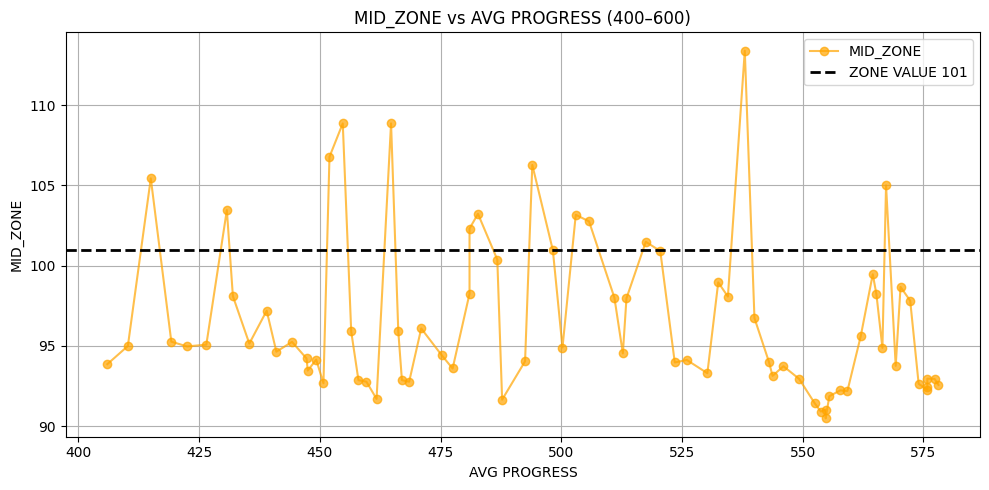 MID_ZONE vs AVG PROGRESS (400–600)
MID_ZONE
ZONE VALUE 101
MID_ZONE
110
105
100
95
90
400
425
450
475
500
525
550
575
AVG PROGRESS